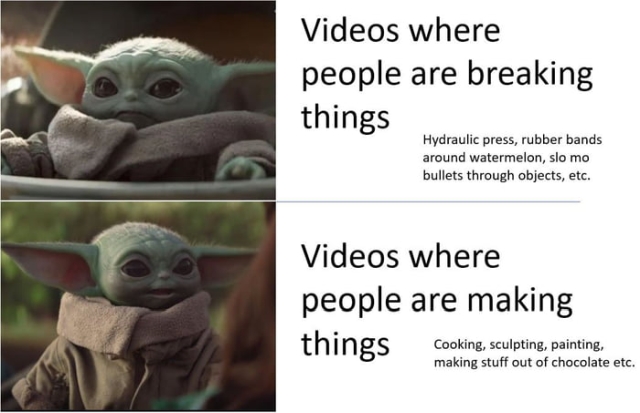 Videos where
people are breaking
things
Hydraulic press, rubber bands
around watermelon, slo mo
bullets through objects, etc.
Videos where
people are making
things
Cooking, sculpting, painting,
making stuff out of chocolate etc.